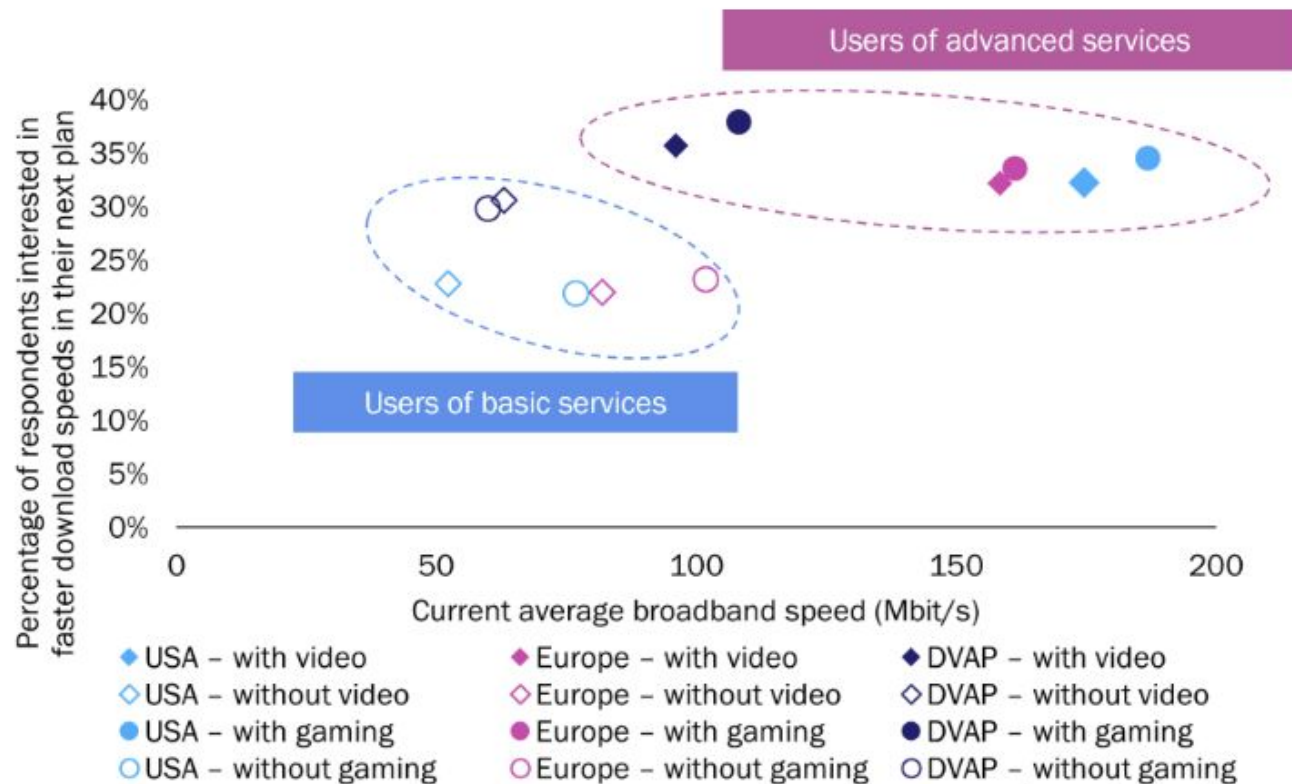 Users of advanced services
Percentage of respondents interested in
faster download speeds in their next plan
40%
35%
30%
25%
20%
15%
10%
5%
0%
Users of basic services
0 50 100 150 200
Current average broadband speed (Mbit/s)
USA – with video Europe – with video DVAP – with video
USA – without video Europe – without video DVAP – without video
USA – with gaming Europe – with gaming DVAP – with gaming
USA – without gaming Europe – without gaming DVAP – without gaming